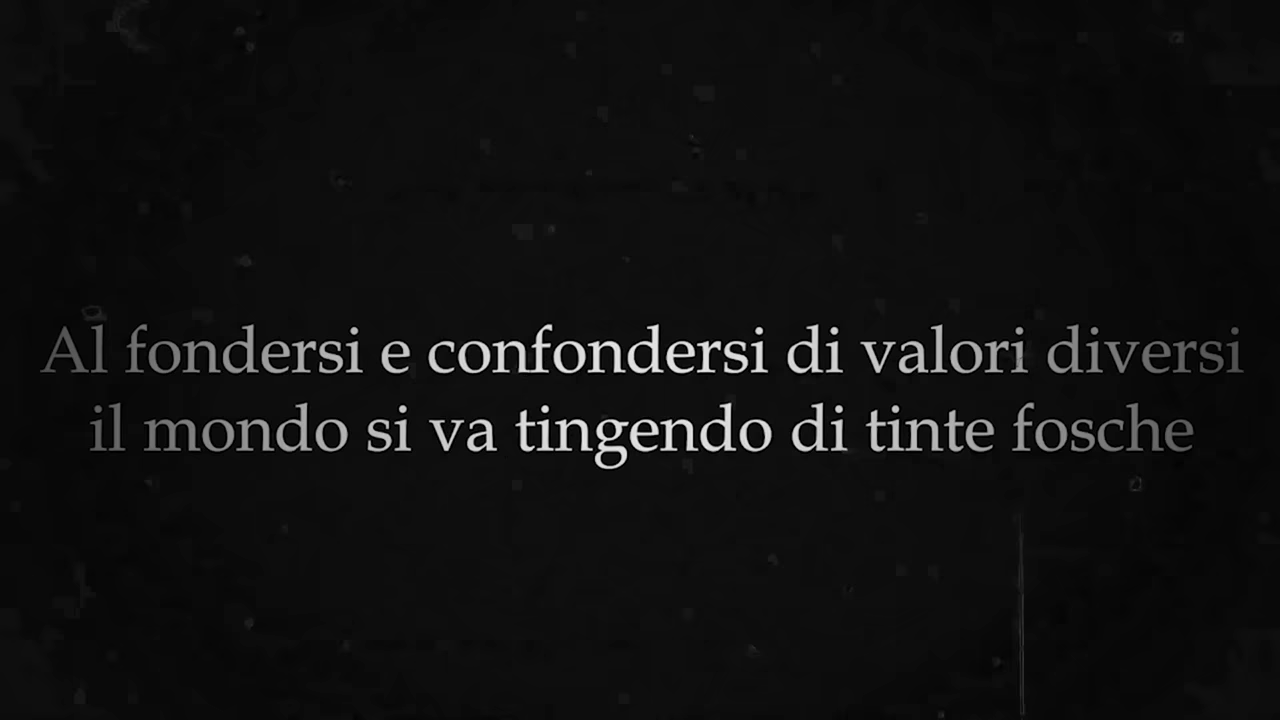 Al fondersi e confondersi di valori diversi
il mondo si va tingendo di tinte fosche